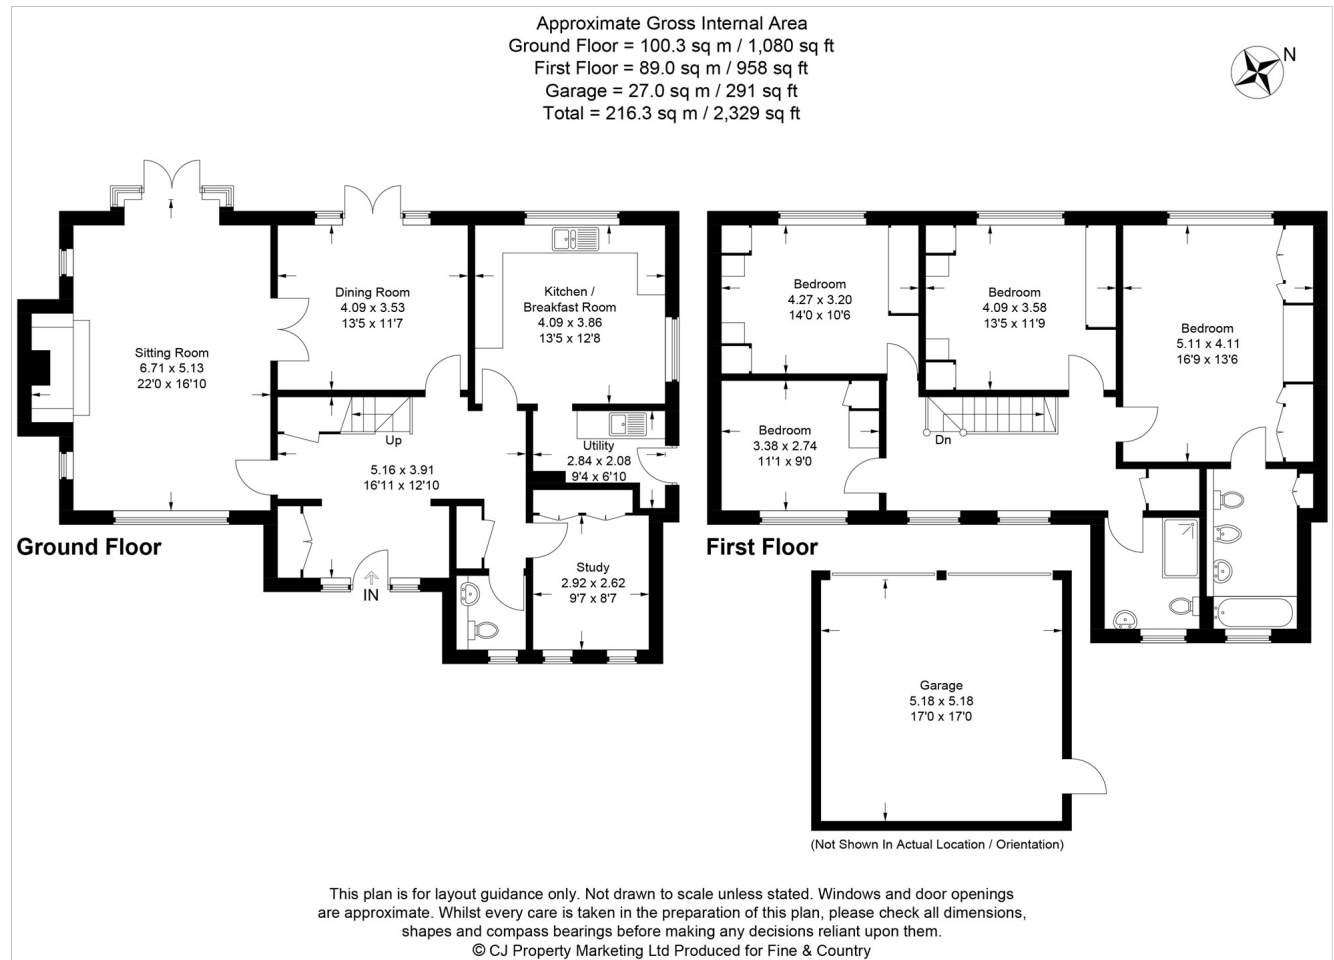 Approximate Gross Internal Area
Ground Floor = 100.3 sq m / 1,080 sq ft
First Floor = 89.0 sq m / 958 sq ft
Garage = 27.0 sq m / 291 sq ft
Total = 216.3 sq m / 2,329 sq ft
N
Sitting Room
6.71 x 5.13
22'0 x 16'10
Dining Room
4.09 x 3.53
13'5 x 11'7
Kitchen /
Breakfast Room
4.09 x 3.86
13'5 x 12'8
Up
5.16 x 3.91
16'11 x 12'10
Utility
2.84 x 2.08
9'4 x 6'10
Study
2.92 x 2.62
9'7 x 8'7
IN
Ground Floor
Bedroom
4.27 x 3.20
14'0 x 10'6
Bedroom
4.09 x 3.58
13'5 x 11'9
Bedroom
5.11 x 4.11
16'9 x 13'6
Bedroom
3.38 x 2.74
11'1 x 9'0
Dn
First Floor
Garage
5.18 x 5.18
17'0 x 17'0
(Not Shown In Actual Location / Orientation)
This plan is for layout guidance only. Not drawn to scale unless stated. Windows and door openings
are approximate. Whilst every care is taken in the preparation of this plan, please check all dimensions,
shapes and compass bearings before making any decisions reliant upon them.
© CJ Property Marketing Ltd Produced for Fine & Country